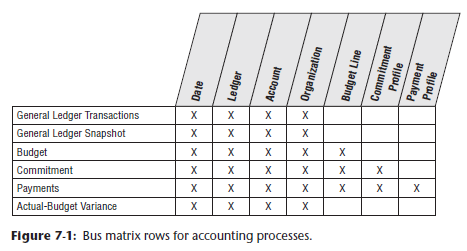 Date
Ledger
Account
Organization
Budget Line
Commitment
Profile
Payment
Profile
General Ledger Transactions X X X X
General Ledger Snapshot X X X X
Budget X X X X X
Commitment X X X X X X
Payments X X X X X X X
Actual-Budget Variance X X X X
Figure 7-1: Bus matrix rows for accounting processes.